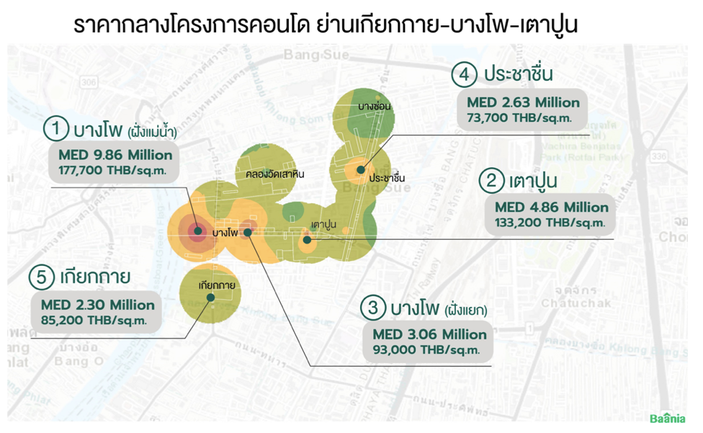 ราคากลางโครงการคอนโด ย่านเกียกกาย-บางโพ-เตาปูน
4 ประชาชื่น
MED 2.63 Million
73,700 THB/sq.m.
1 บางโพ (ฝั่งแม่น้ำ)
MED 9.86 Million
177,700 THB/sq.m.
2 เตาปูน
MED 4.86 Million
133,200 THB/sq.m.
5 เกียกกาย
MED 2.30 Million
85,200 THB/sq.m.
3 บางโพ (ฝั่งแยก)
MED 3.06 Million
93,000 THB/sq.m.
บางซ่อน
คลองวัดเสาหิน
ประชาชื่น
Bang Sue
บางโพ
เตาปูน
เกียกกาย
306
336
จตุจักร
Chatuchak
Bang O
Baania